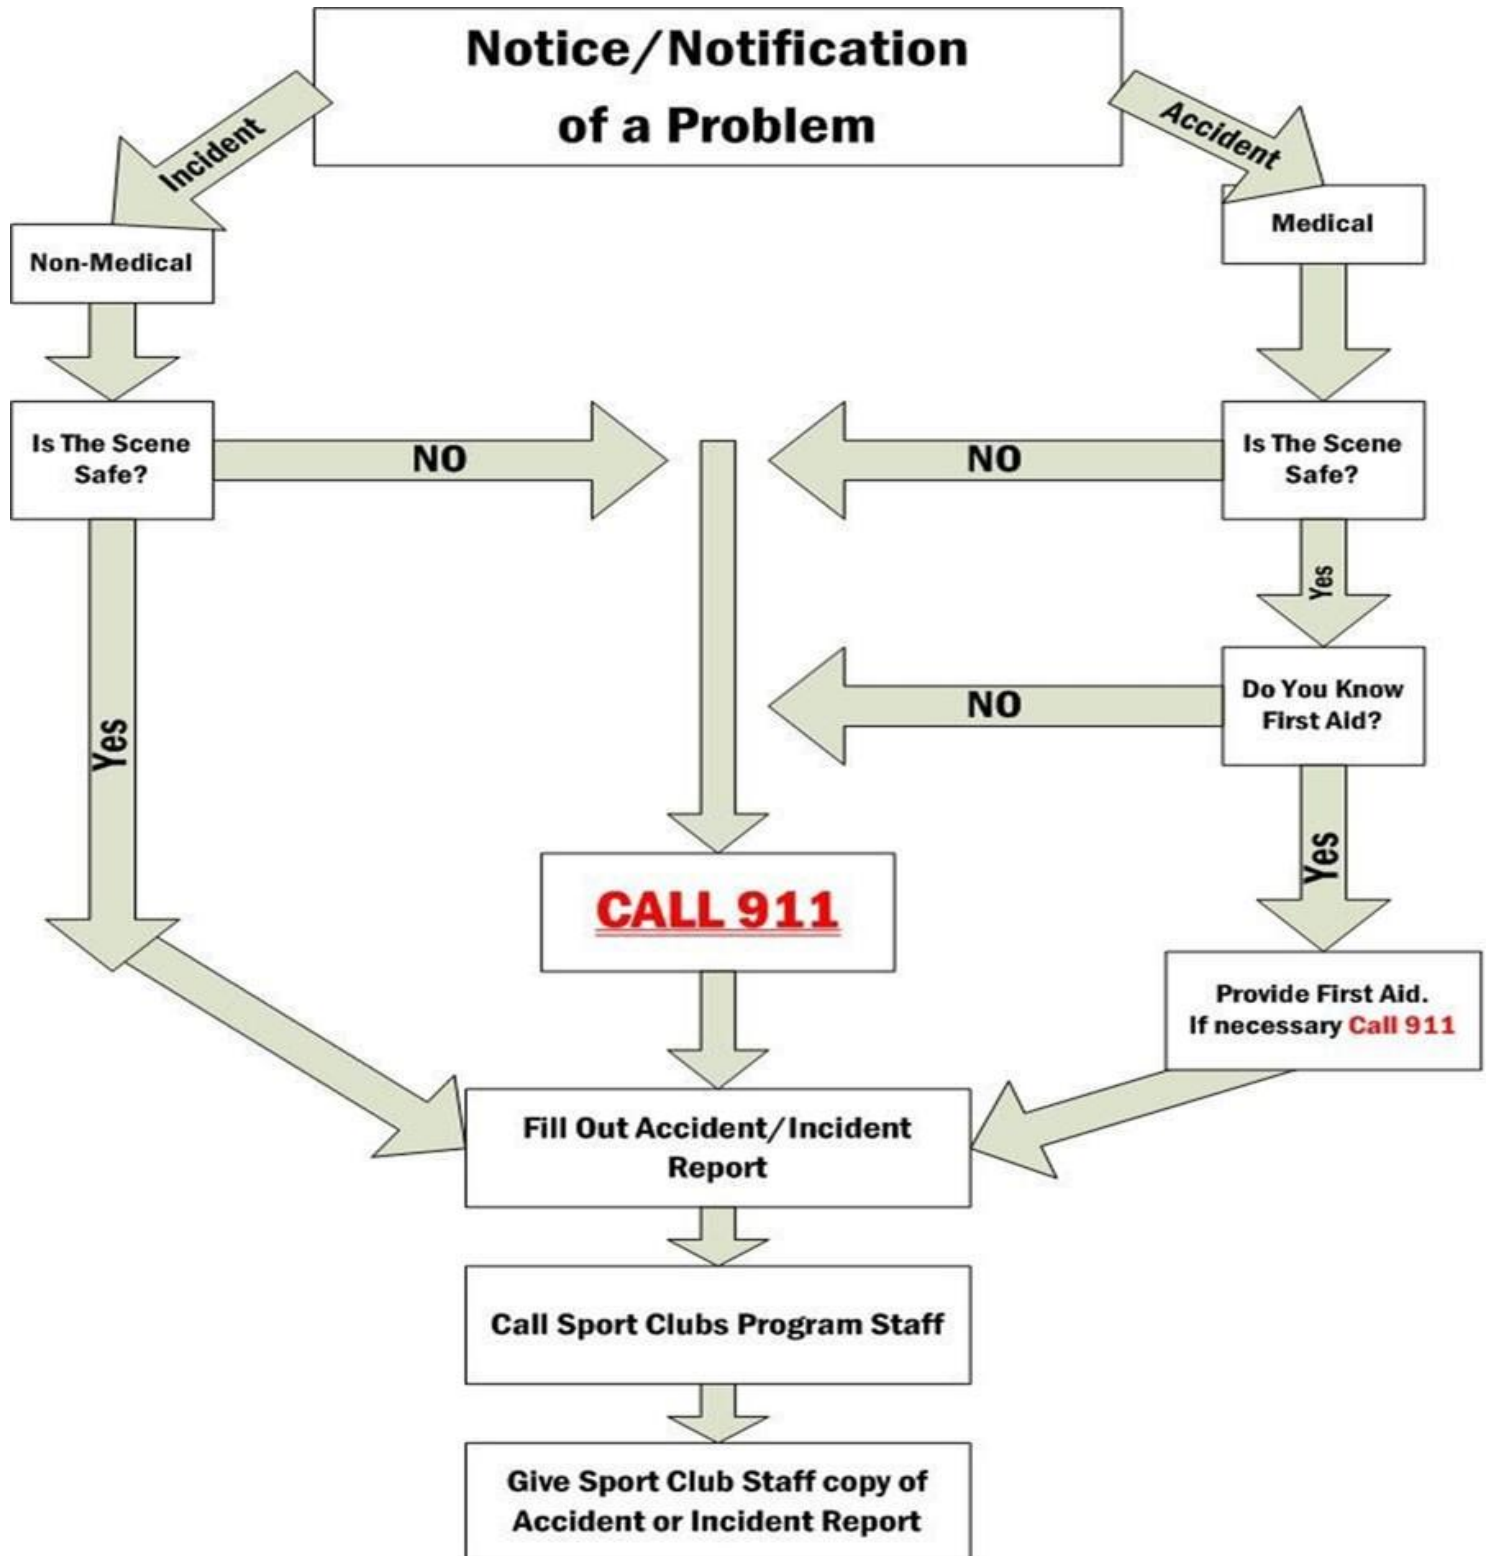 Notice/Notification
of a Problem
Incident
Accident
Non-Medical
Medical
Is The Scene
Safe?
NO
NO
Is The Scene
Safe?
Yes
Do You Know
First Aid?
NO
Yes
Yes
CALL 911
Provide First Aid.
If necessary Call 911
Fill Out Accident/Incident
Report
Call Sport Clubs Program Staff
Give Sport Club Staff copy of
Accident or Incident Report